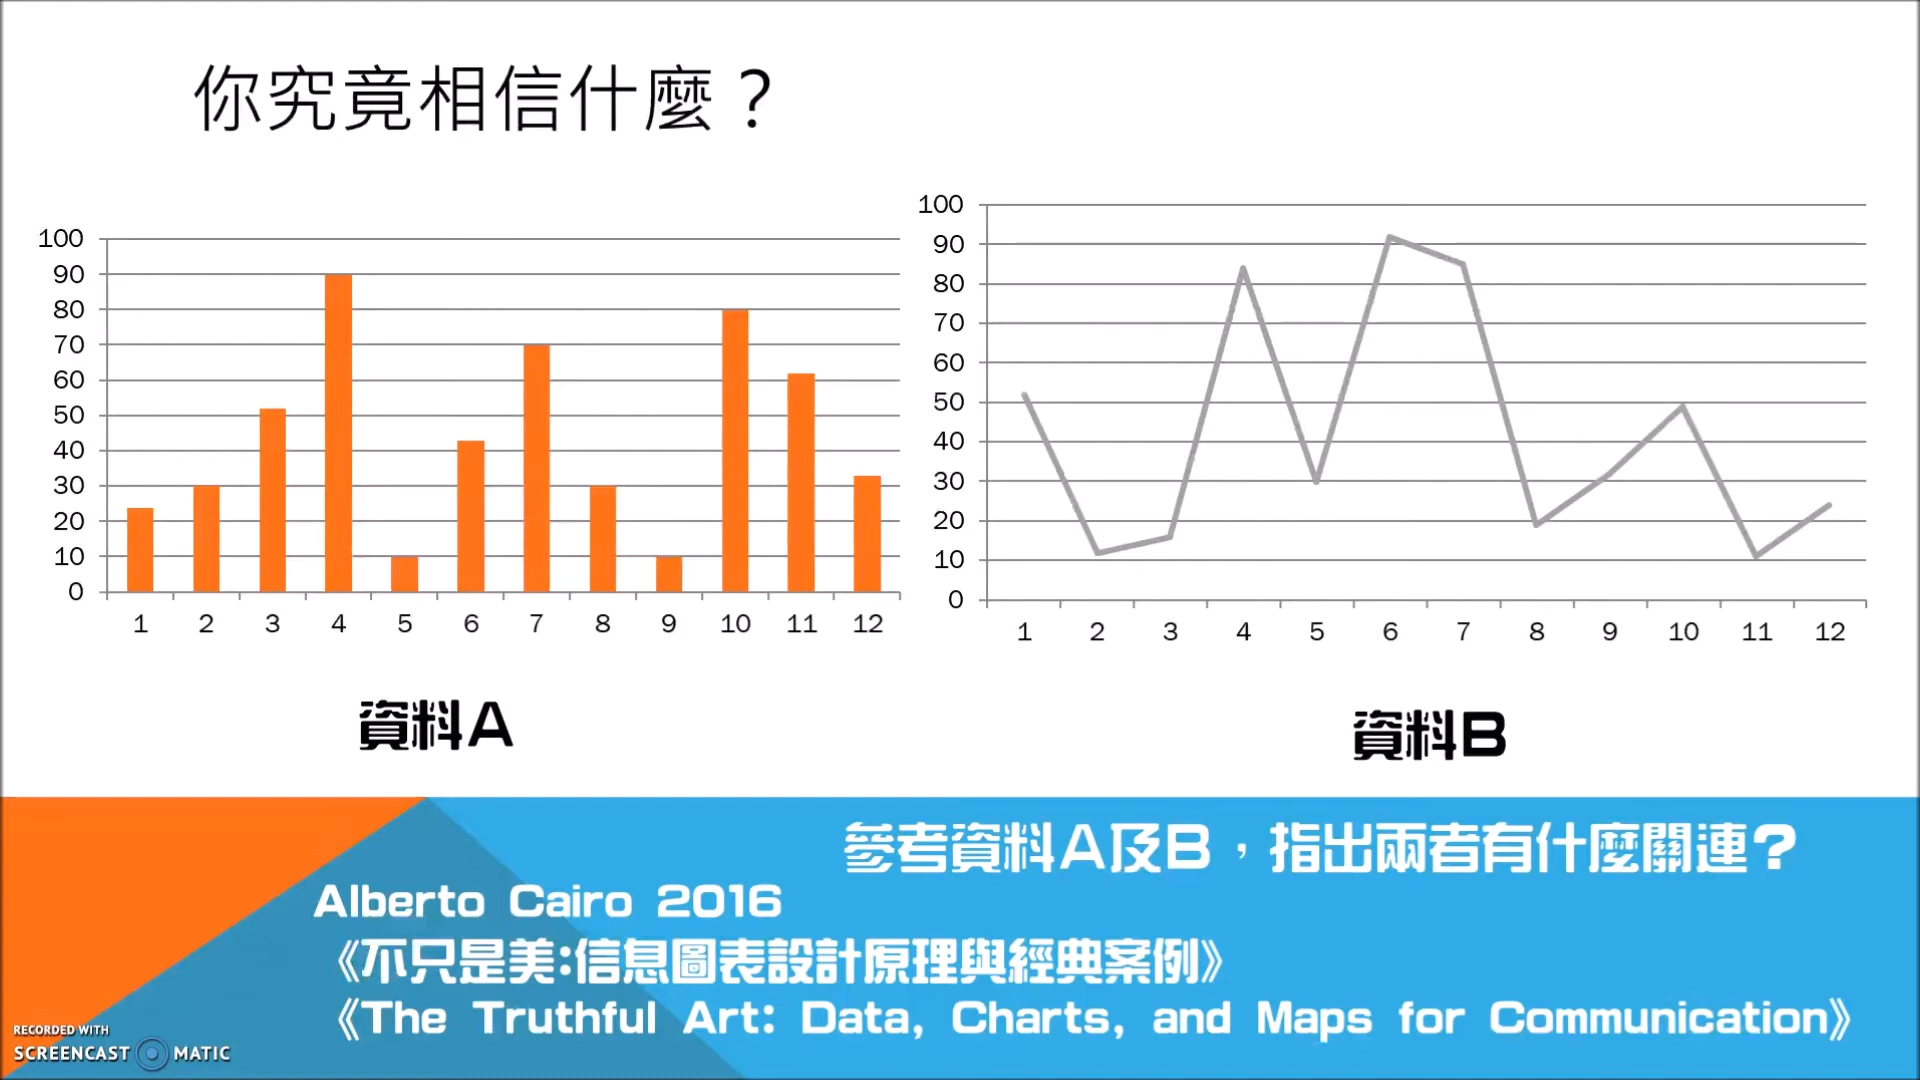 你究竟相信什麼？
100
90
80
70
60
50
40
30
20
10
0
1 2 3 4 5 6 7 8 9 10 11 12
資料A
100
90
80
70
60
50
40
30
20
10
0
1 2 3 4 5 6 7 8 9 10 11 12
資料B
參考資料A及B，指出兩者有什麼關連?
Alberto Cairo 2016
《不只是美:信息圖表設計原理與經典案例》
《The Truthful Art: Data, Charts, and Maps for Communication》
RECORDED WITH
SCREENCAST MATIC